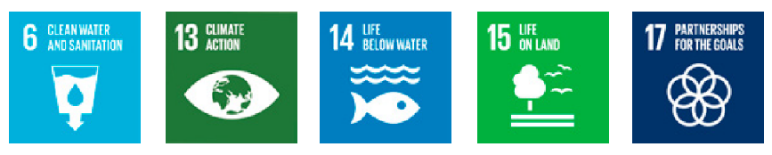 6 CLEAN WATER
AND SANITATION
13 CLIMATE
ACTION
14 LIFE
BELOW WATER
15 LIFE
ON LAND
17 PARTNERSHIPS
FOR THE GOALS